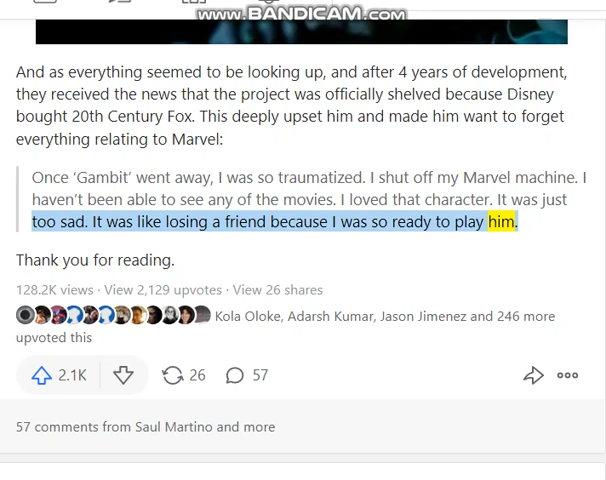 www.BANDICAM.com
And as everything seemed to be looking up, and after 4 years of development,
they received the news that the project was officially shelved because Disney
bought 20th Century Fox. This deeply upset him and made him want to forget
everything relating to Marvel:
Once ‘Gambit’ went away, I was so traumatized. I shut off my Marvel machine. I
haven’t been able to see any of the movies. I loved that character. It was just
too sad. It was like losing a friend because I was so ready to play him.
Thank you for reading.
128.2K views · View 2,129 upvotes · View 26 shares
Kola Oloke, Adarsh Kumar, Jason Jimenez and 246 more
upvoted this
2.1K 26 57
57 comments from Saul Martino and more